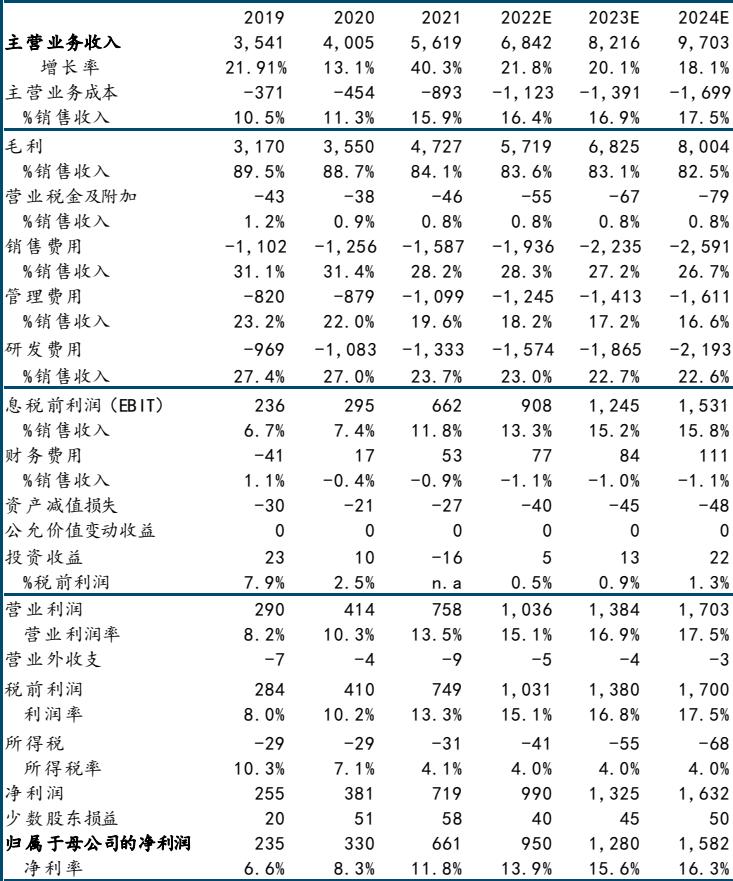 2019 2020 2021 2022E 2023E 2024E
主营业务收入 3,541 4,005 5,619 6,842 8,216 9,703
增长率 21.91% 13.1% 40.3% 21.8% 20.1% 18.1%
主营业务成本 -371 -454 -893 -1,123 -1,391 -1,699
%销售收入 10.5% 11.3% 15.9% 16.4% 16.9% 17.5%
毛利 3,170 3,550 4,727 5,719 6,825 8,004
%销售收入 89.5% 88.7% 84.1% 83.6% 83.1% 82.5%
营业税金及附加 -43 -38 -46 -55 -67 -79
%销售收入 1.2% 0.9% 0.8% 0.8% 0.8% 0.8%
销售费用 -1,102 -1,256 -1,587 -1,936 -2,235 -2,591
%销售收入 31.1% 31.4% 28.2% 28.3% 27.2% 26.7%
管理费用 -820 -879 -1,099 -1,245 -1,413 -1,611
%销售收入 23.2% 22.0% 19.6% 18.2% 17.2% 16.6%
研发费用 -969 -1,083 -1,333 -1,574 -1,865 -2,193
%销售收入 27.4% 27.0% 23.7% 23.0% 22.7% 22.6%
息税前利润(EBIT) 236 295 662 908 1,245 1,531
%销售收入 6.7% 7.4% 11.8% 13.3% 15.2% 15.8%
财务费用 -41 17 53 77 84 111
%销售收入 1.1% -0.4% -0.9% -1.1% -1.0% -1.1%
资产减值损失 -30 -21 -27 -40 -45 -48
公允价值变动收益 0 0 0 0 0 0
投资收益 23 10 -16 5 13 22
%税前利润 7.9% 2.5% n.a 0.5% 0.9% 1.3%
营业利润 290 414 758 1,036 1,384 1,703
营业利润率 8.2% 10.3% 13.5% 15.1% 16.9% 17.5%
营业外收支 -7 -4 -9 -5 -4 -3
税前利润 284 410 749 1,031 1,380 1,700
利润率 8.0% 10.2% 13.3% 15.1% 16.8% 17.5%
所得税 -29 -29 -31 -41 -55 -68
所得税率 10.3% 7.1% 4.1% 4.0% 4.0% 4.0%
净利润 255 381 719 990 1,325 1,632
少数股东损益 20 51 58 40 45 50
归属于母公司的净利润 235 330 661 950 1,280 1,582
净利率 6.6% 8.3% 11.8% 13.9% 15.6% 16.3%